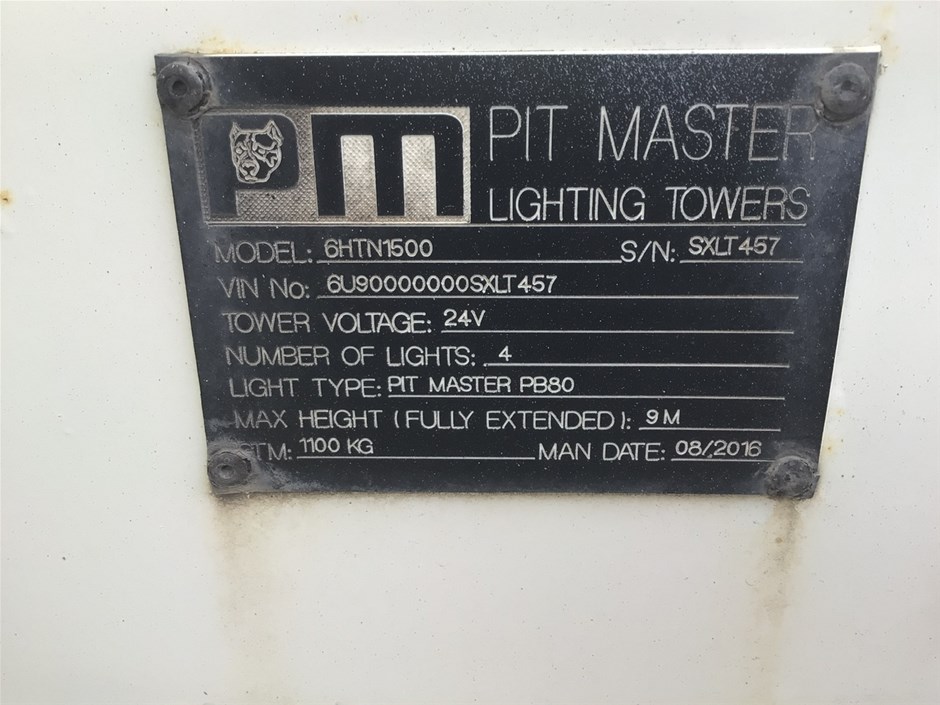 PM PIT MASTER
LIGHTING TOWERS
MODEL: 6HTN1500 S/N: SXLT457
VIN No: 6U90000000SXLT457
TOWER VOLTAGE: 24V
NUMBER OF LIGHTS: 4
LIGHT TYPE: PIT MASTER PB80
MAX HEIGHT (FULLY EXTENDED): 9M
1100 KG MAN DATE: 08/2016